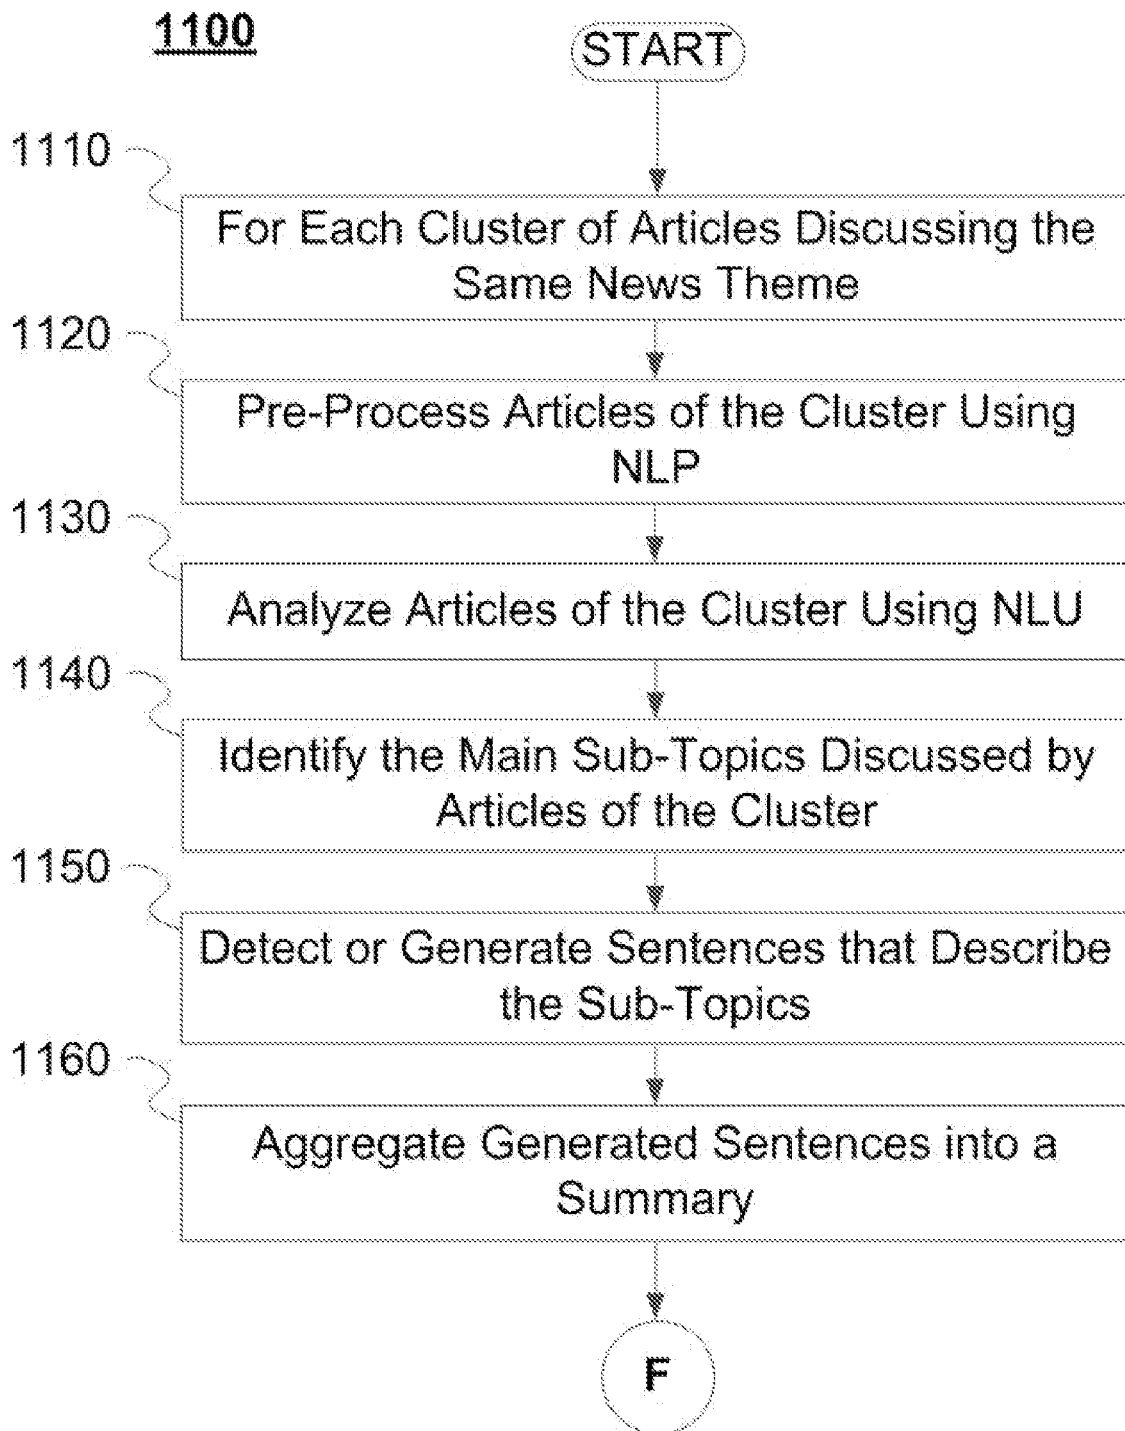 1100
START
1110
For Each Cluster of Articles Discussing the
Same News Theme
1120
Pre-Process Articles of the Cluster Using
NLP
1130
Analyze Articles of the Cluster Using NLU
1140
Identify the Main Sub-Topics Discussed by
Articles of the Cluster
1150
Detect or Generate Sentences that Describe
the Sub-Topics
1160
Aggregate Generated Sentences into a
Summary
F